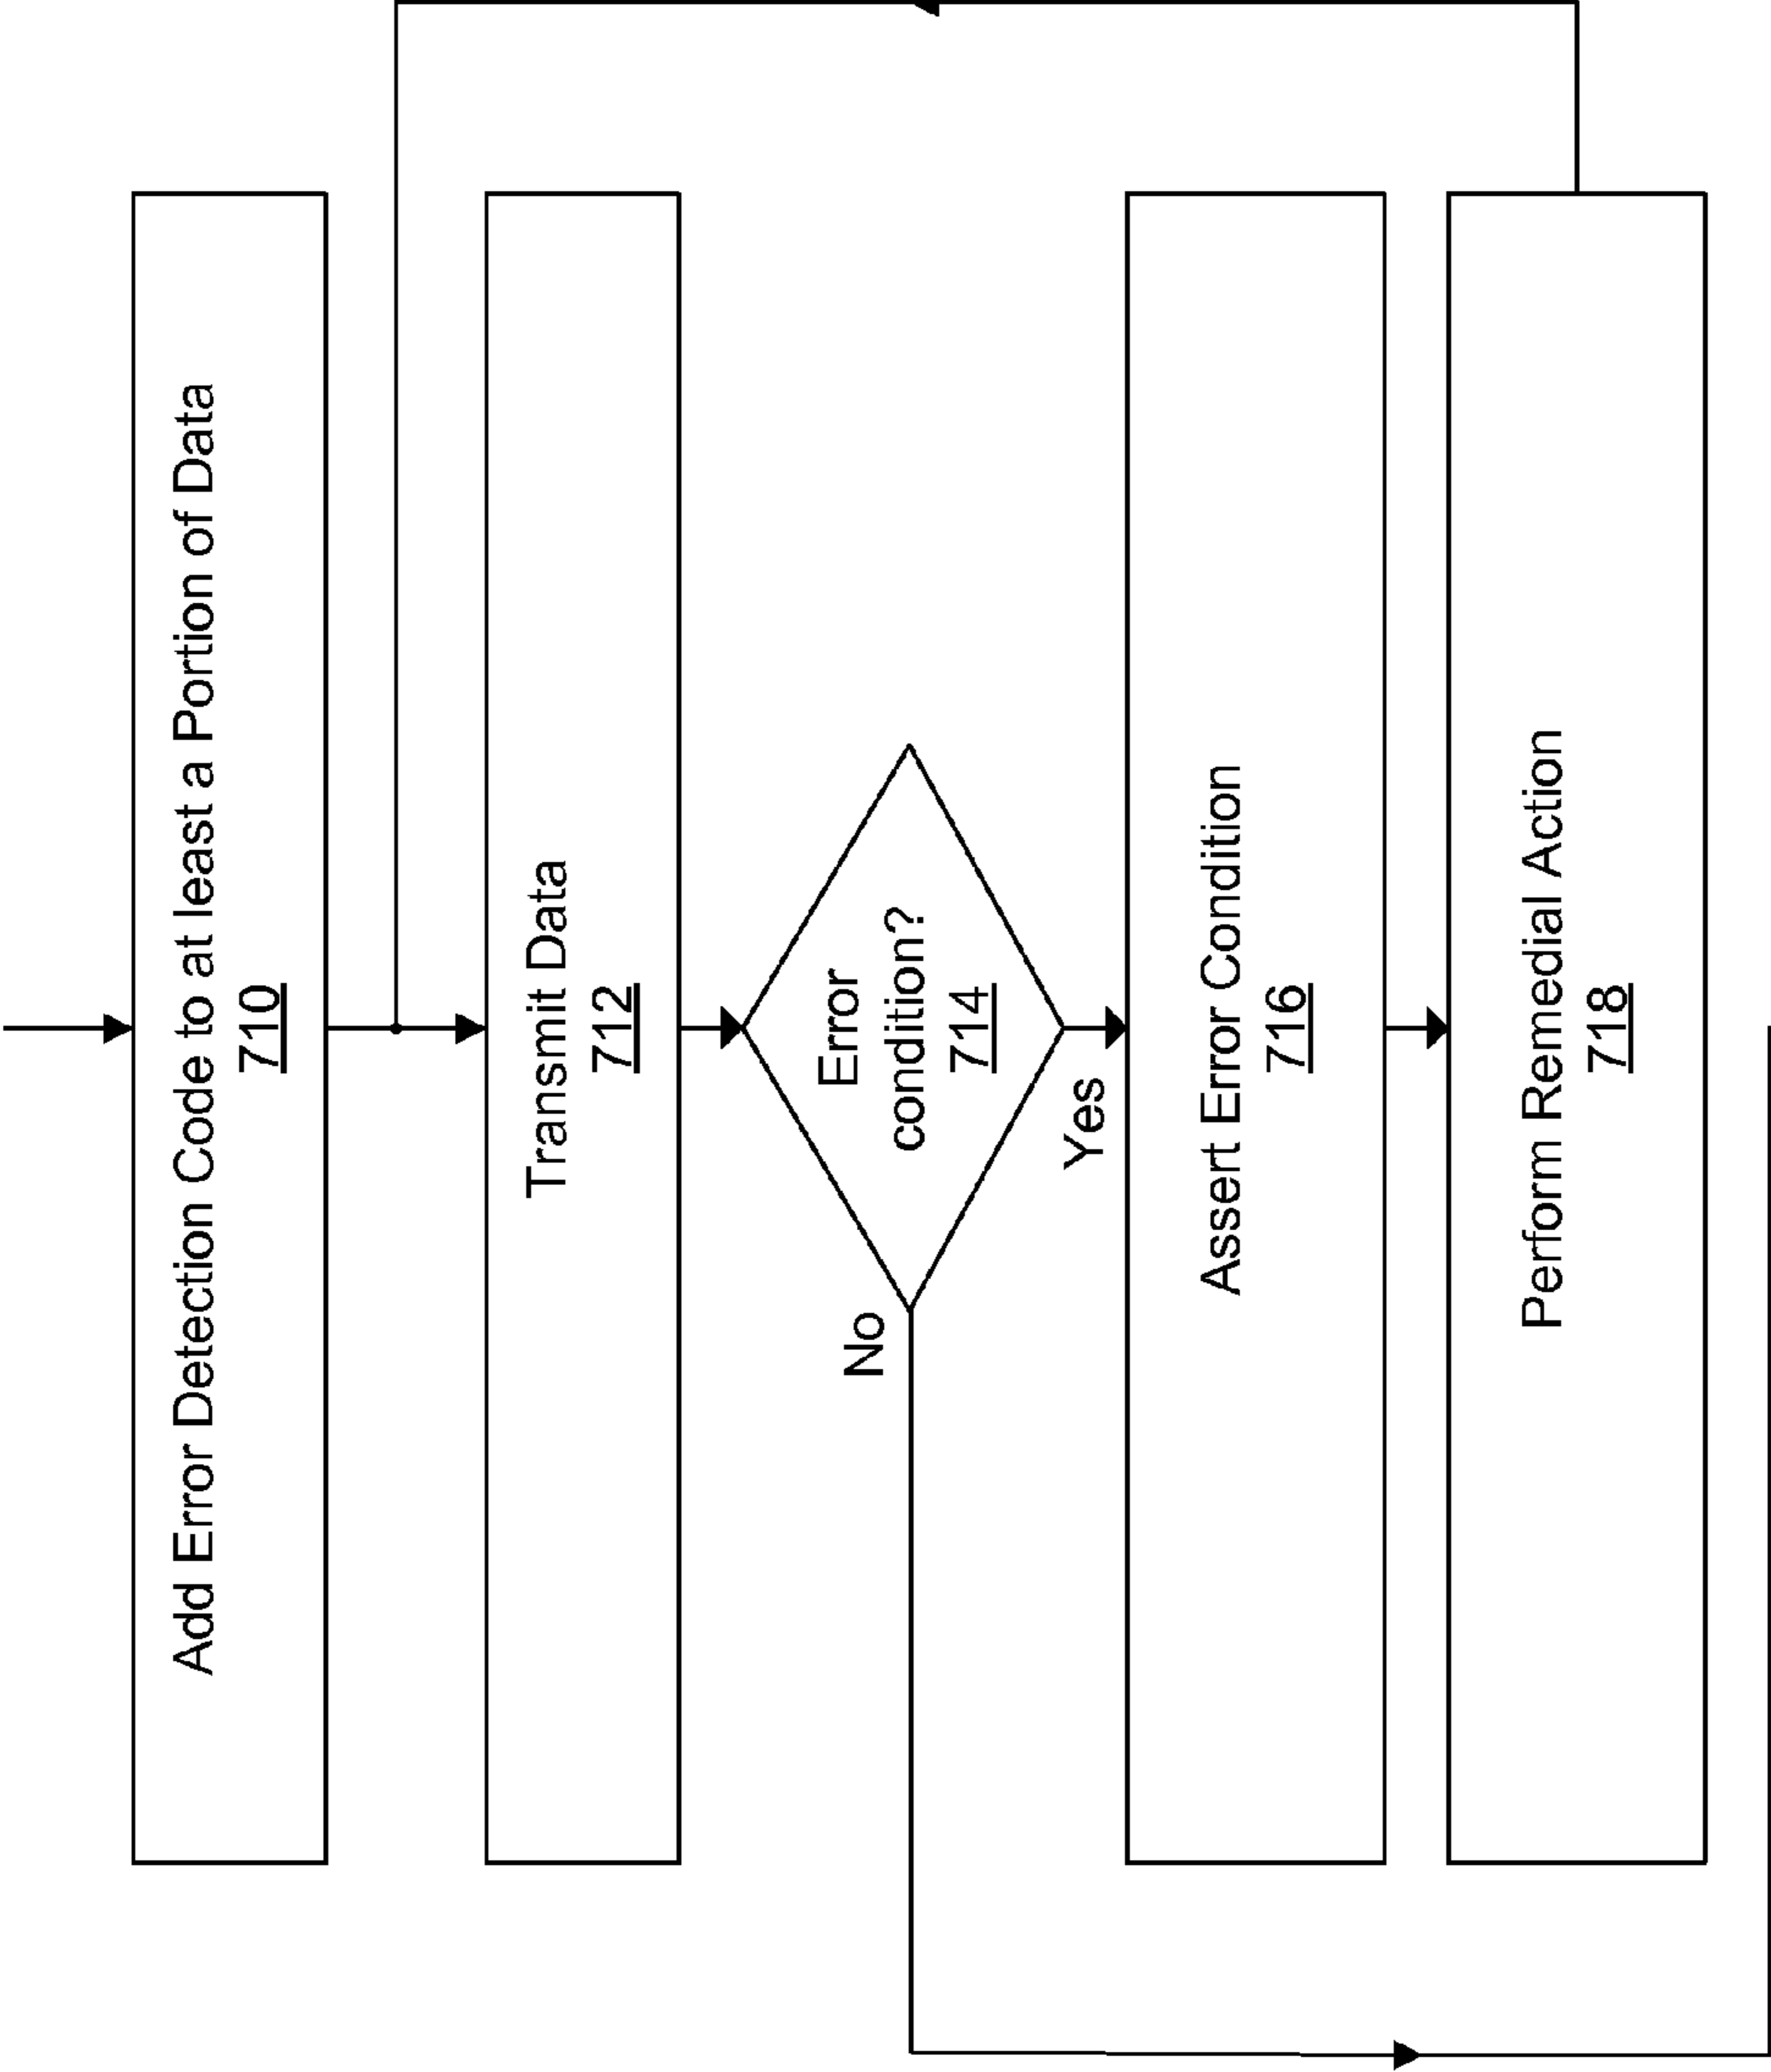 Add Error Detection Code to at least a Portion of Data
710
Transmit Data
712
Error
condition?
714
No
Yes
Assert Error Condition
716
Perform Remedial Action
718